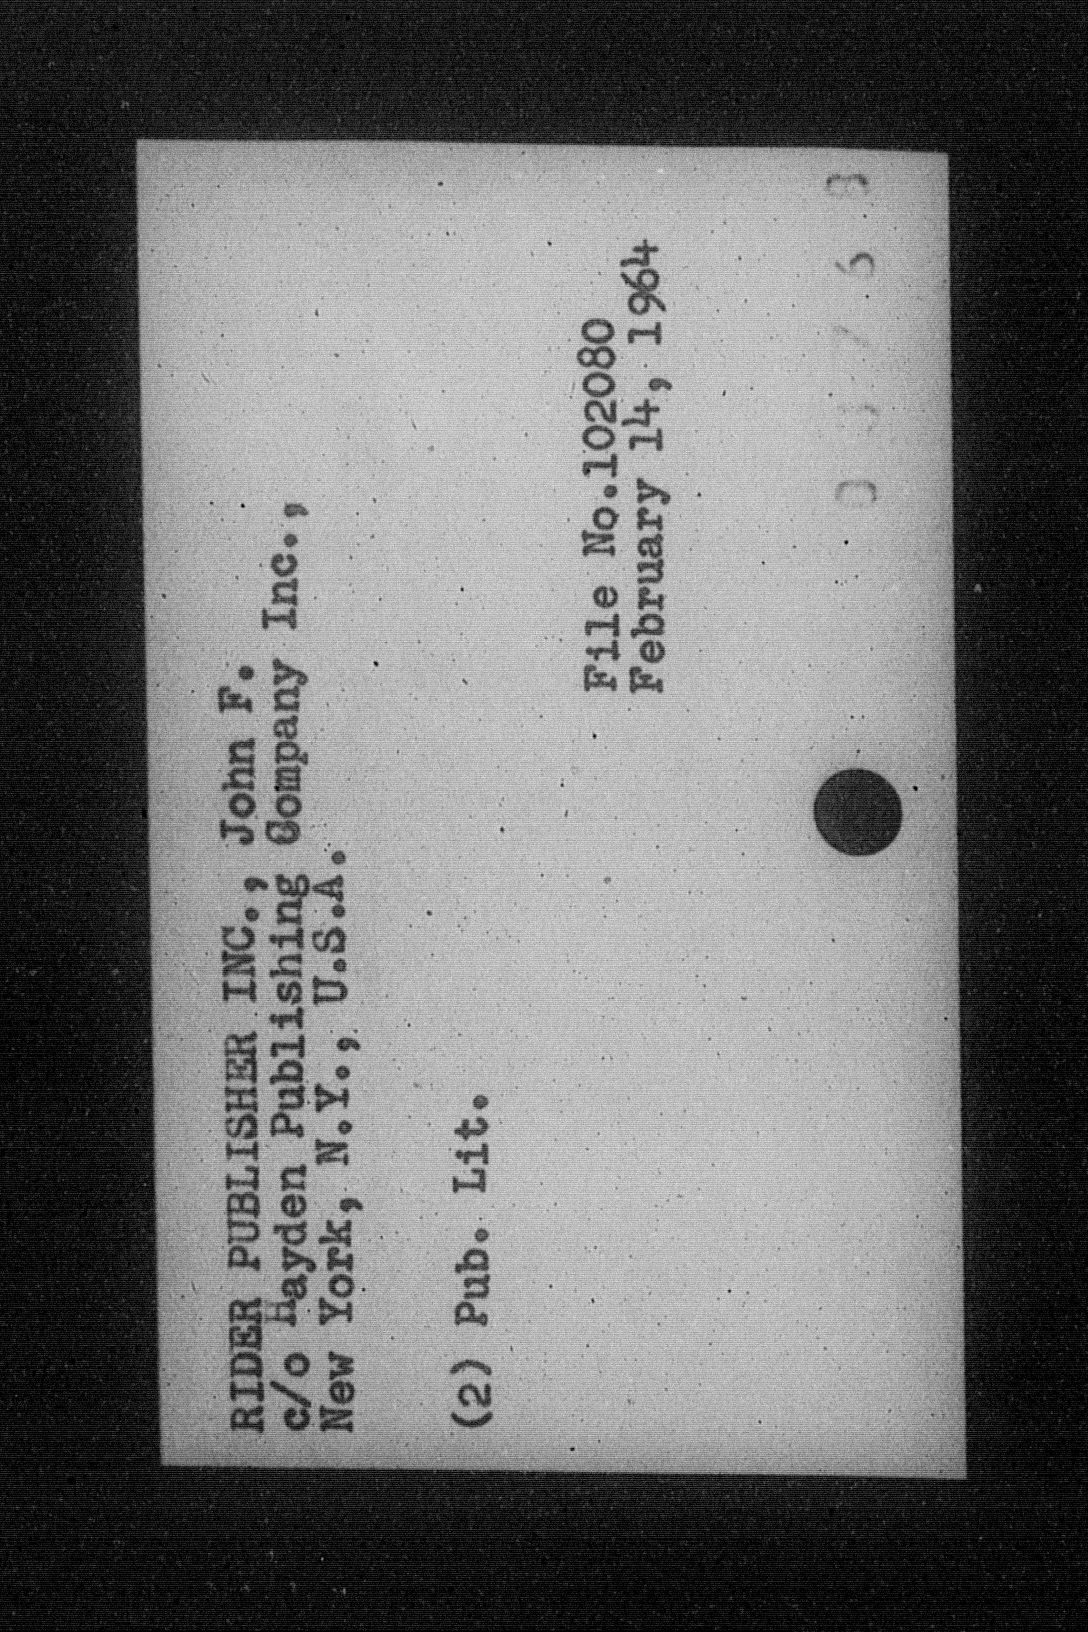 RIDER PUBLISHER INC., John F.
c/o Hayden Publishing Company Inc.,
New York, N.Y., U.S.A.
(2) Pub. Lit.
File No.102080
February 14, 1964